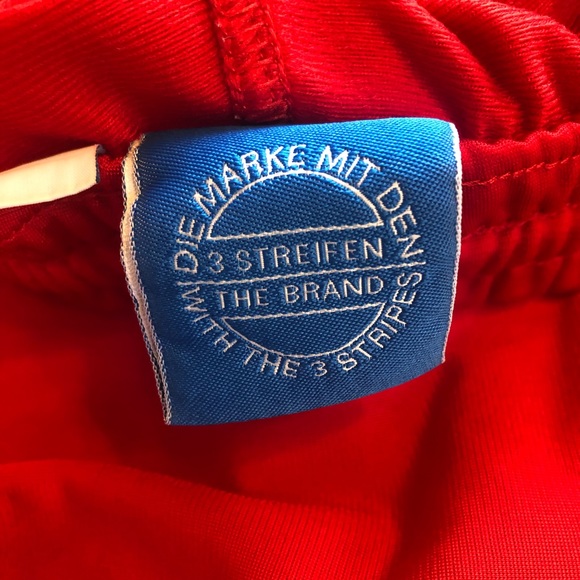 DIE MARKE MIT DEN
3 STREIFEN
THE BRAND
WITH THE 3 STRIPES